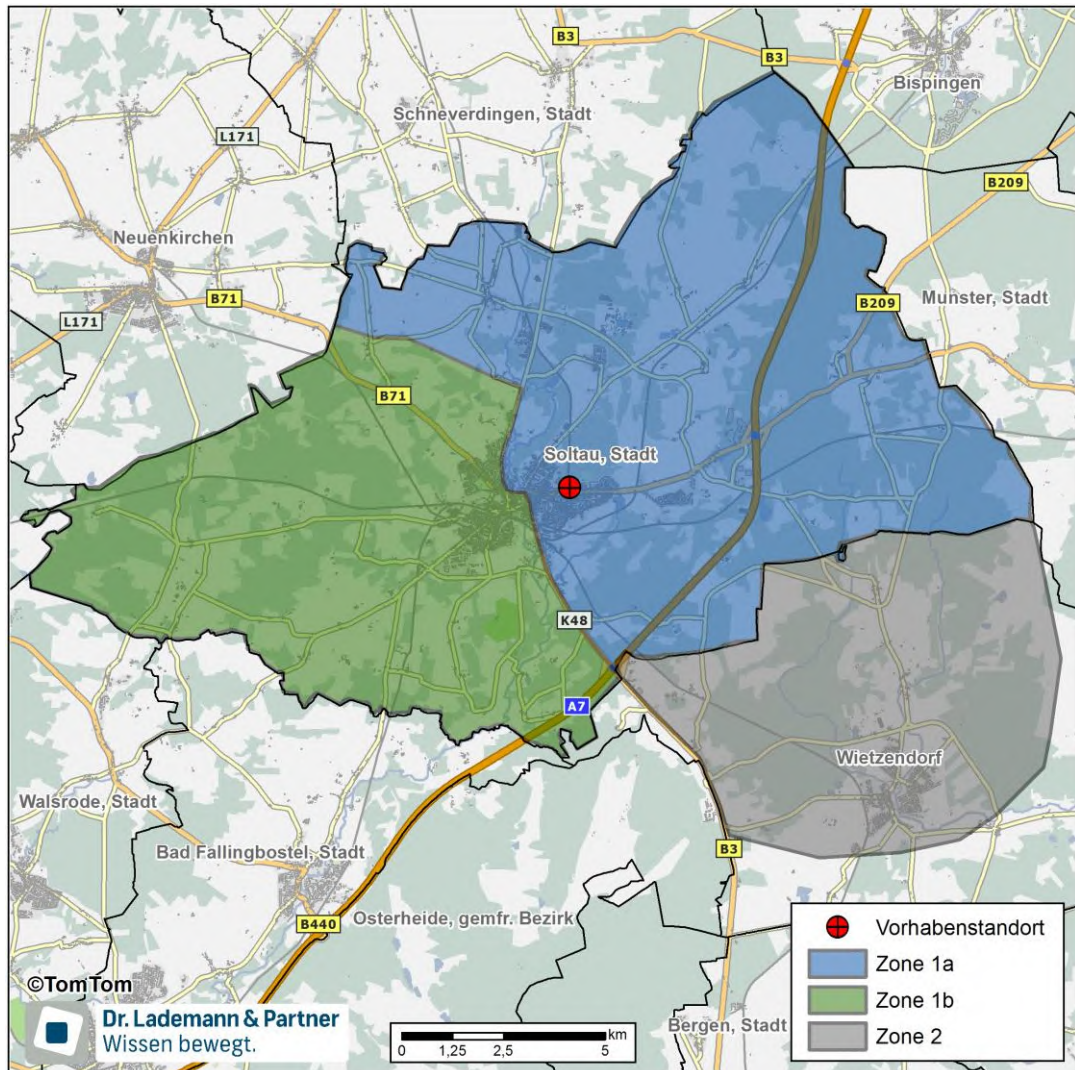 B3
B3
Bispingen
Schneverdingen, Stadt
L171
B209
Neuenkirchen
B71
B209
Munster, Stadt
L171
B71
Soltau, Stadt
K48
A7
Wietzendorf
Walsrode, Stadt
Bad Fallingbostel, Stadt
B3
Osterheide, gemfr. Bezirk
B440
Vorhabenstandort
Zone 1a
Zone 1b
Zone 2
©TomTom
Dr. Lademann & Partner
Wissen bewegt.
km
0 1,25 2,5 5
Bergen, Stadt